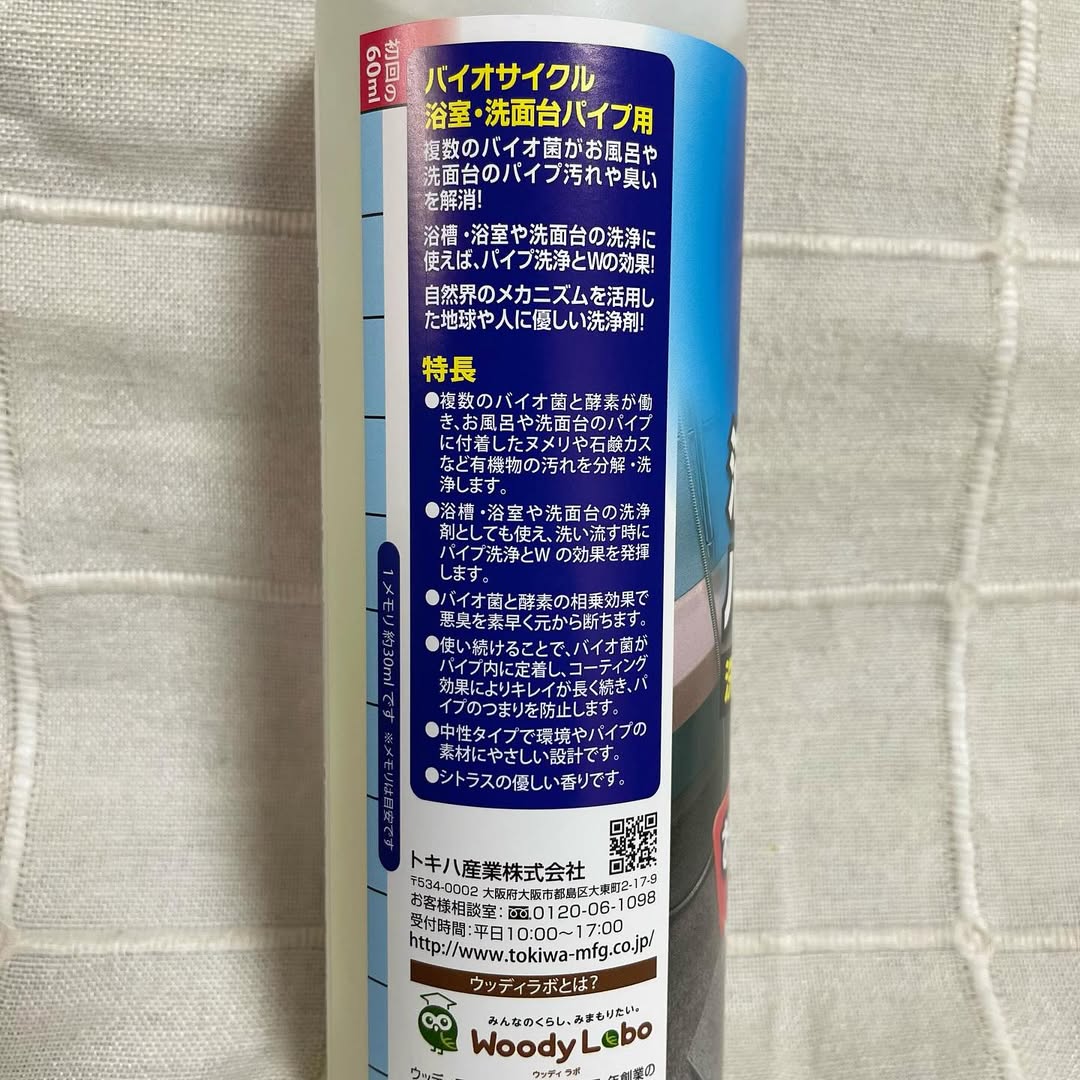 初回の
60ml
バイオサイクル
浴室・洗面台パイプ用
複数のバイオ菌がお風呂や
洗面台のパイプ汚れや臭い
を解消!
浴槽・浴室や洗面台の洗浄に
使えば、パイプ洗浄とWの効果!
自然界のメカニズムを活用し
た地球や人に優しい洗浄剤!
特長
●複数のバイオ菌と酵素が働
き、お風呂や洗面台のパイプ
に付着したヌメリや石鹸カス
など有機物の汚れを分解・洗
浄します。
●浴槽・浴室や洗面台の洗浄
剤としても使え、洗い流す時に
パイプ洗浄とW の効果を発揮
します。
●バイオ菌と酵素の相乗効果で
悪臭を素早く元から断ちます。
●使い続けることで、バイオ菌が
パイプ内に定着し、コーティング
効果によりキレイが長く続き、パ
イプのつまりを防止します。
●中性タイプで環境やパイプの
素材にやさしい設計です。
●シトラスの優しい香りです。
1 メモリ 約30ml です ※メモリは目安です
トキハ産業株式会社
〒534-0002 大阪府大阪市都島区大東町2-17-9
お客様相談室:0120-06-1098
受付時間:平日10:00～17:00
http://www.tokiwa-mfg.co.jp/
ウッディラボとは?
みんなのくらし、みまもりたい。
Woody Labo
ウッディ ラボ